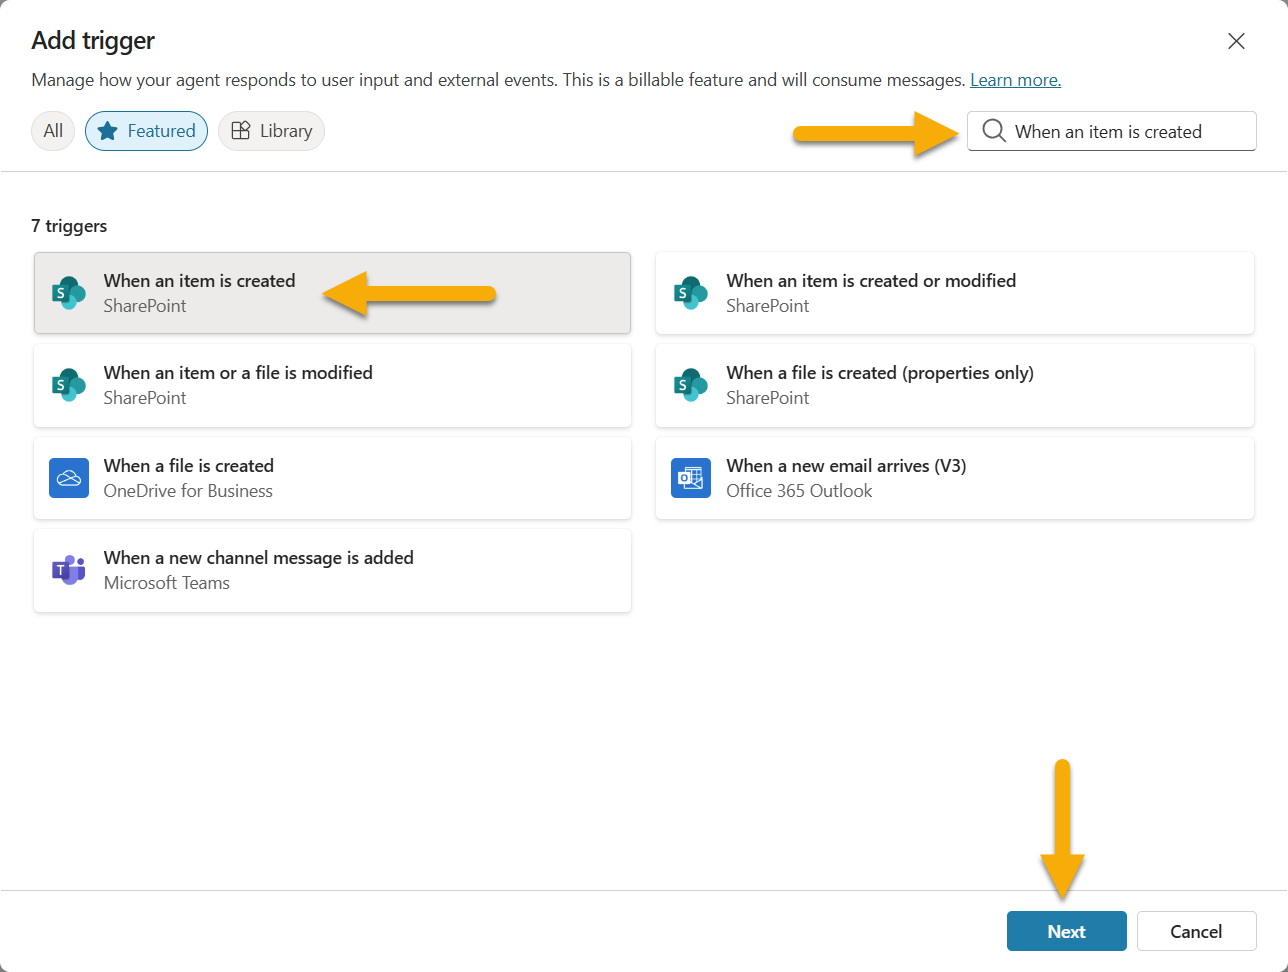 Add trigger
Manage how your agent responds to user input and external events. This is a billable feature and will consume messages. Learn more.
All
Featured
Library
When an item is created
7 triggers
S
When an item is created
SharePoint
S
When an item is created or modified
SharePoint
S
When an item or a file is modified
SharePoint
S
When a file is created (properties only)
SharePoint
When a file is created
OneDrive for Business
O
When a new email arrives (V3)
Office 365 Outlook
T
When a new channel message is added
Microsoft Teams
Next
Cancel